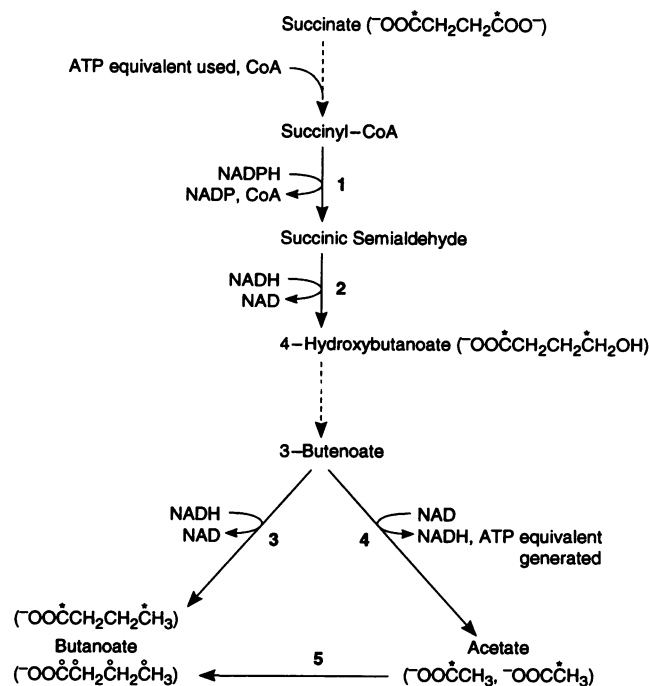 Succinate (⁻OOC*CH₂CH₂C*OO⁻)
ATP equivalent used, CoA
Succinyl–CoA
NADPH
NADP, CoA
1
Succinic Semialdehyde
NADH
NAD
2
4–Hydroxybutanoate (⁻OOC*CH₂CH₂C*H₂OH)
3–Butenoate
NADH
NAD
3
4
NAD
NADH, ATP equivalent
generated
(⁻OOC*CH₂CH₂C*H₃)
Butanoate
(⁻OOC°C°H₂C°H₂C°H₃)
5
Acetate
(⁻OOC*CH₃, ⁻OOCC*H₃)